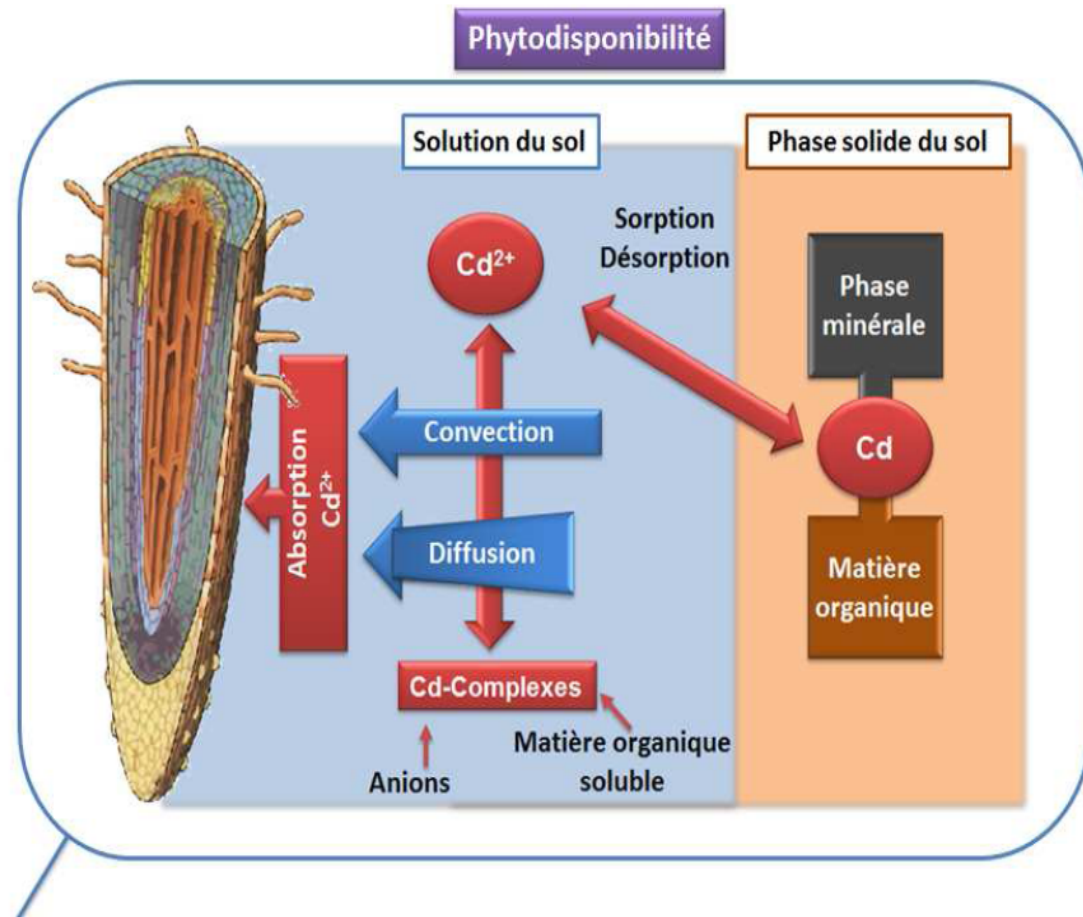 Phytodisponibilité
Solution du sol
Phase solide du sol
Sorption
Désorption
Cd²⁺
Phase
minérale
Cd
Convection
Absorption
Cd²⁺
Diffusion
Matière
organique
Cd-Complexes
Matière organique
soluble
Anions